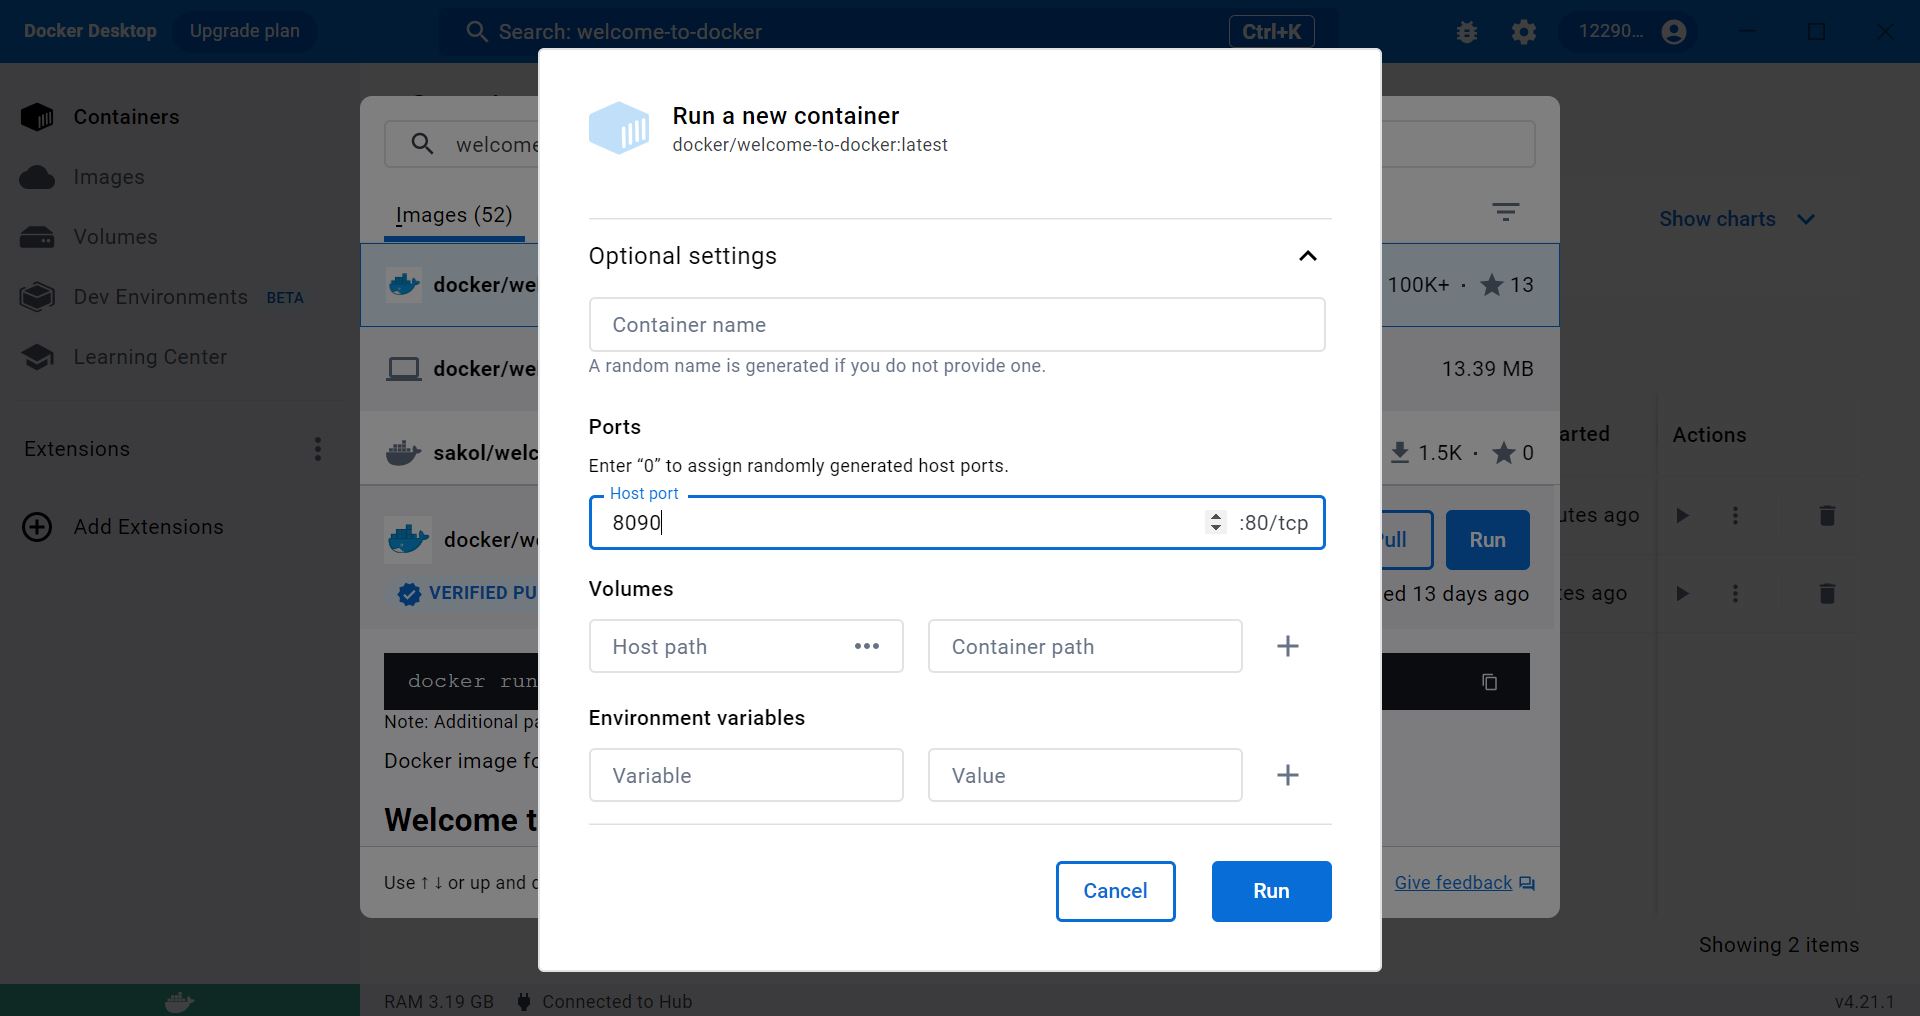 Docker Desktop
Upgrade plan
Search: welcome-to-docker
Ctrl+K
12290...
Containers
Images
Volumes
Dev Environments BETA
Learning Center
Extensions
Add Extensions
welcome
Images (52)
Show charts
docker/we
100K+ · 13
docker/we
13.39 MB
sakol/welc
1.5K · 0
Actions
docker/w
Run
VERIFIED PU
ed 13 days ago
docker run
Note: Additional pa
Docker image fo
Welcome t
Use ↑ ↓ or up and d
Give feedback
Showing 2 items
Run a new container
docker/welcome-to-docker:latest
Optional settings
Container name
A random name is generated if you do not provide one.
Ports
Enter “0” to assign randomly generated host ports.
Host port
8090 :80/tcp
Volumes
Host path ••• Container path
Environment variables
Variable Value
Cancel Run
RAM 3.19 GB Connected to Hub
v4.21.1